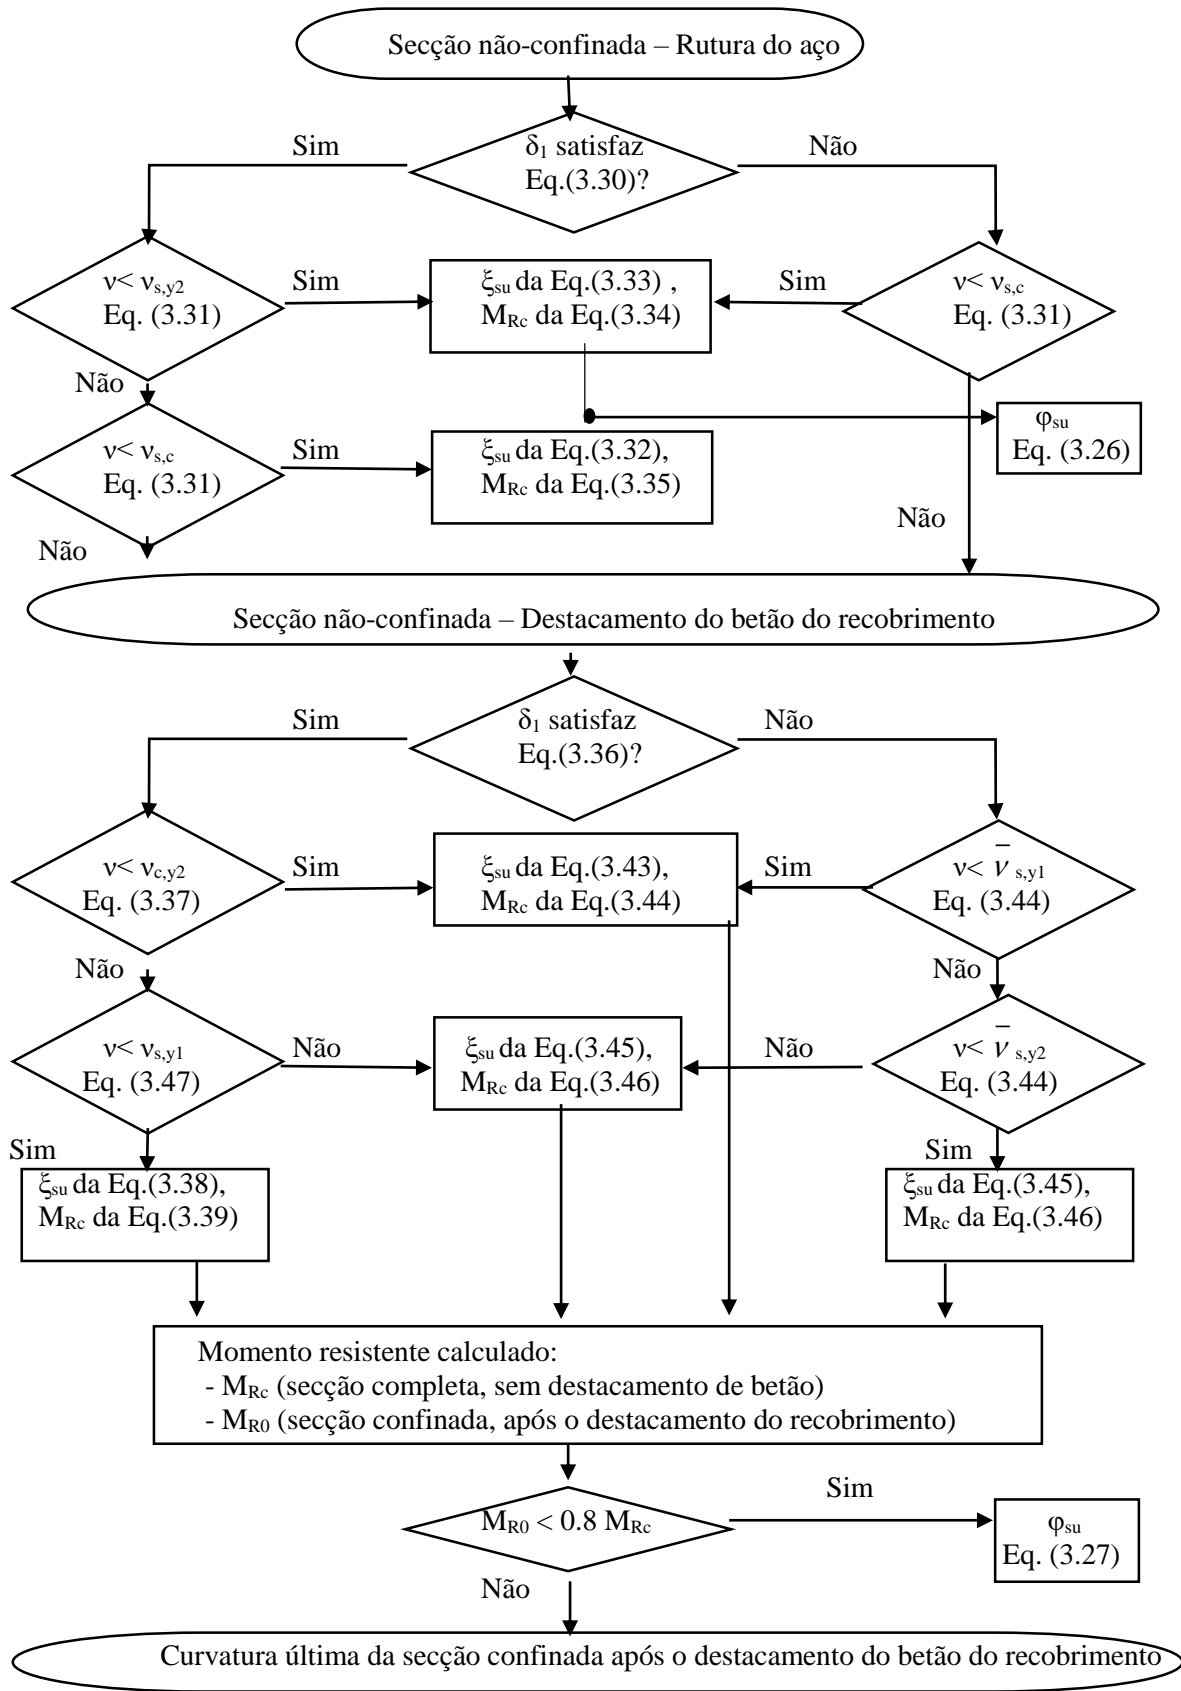 Secção não-confinada – Rutura do aço
Sim
δ₁ satisfaz
Eq.(3.30)?
Não
ν< νs,y2
Eq. (3.31)
Sim
ξsu da Eq.(3.33) ,
MRc da Eq.(3.34)
Sim
ν< νs,c
Eq. (3.31)
Não
ν< νs,c
Eq. (3.31)
Sim
ξsu da Eq.(3.32),
MRc da Eq.(3.35)
φsu
Eq. (3.26)
Não
Não
Secção não-confinada – Destacamento do betão do recobrimento
Sim
δ₁ satisfaz
Eq.(3.36)?
Não
ν< νc,y2
Eq. (3.37)
Sim
ξsu da Eq.(3.43),
MRc da Eq.(3.44)
Sim
ν< ν̅s,y1
Eq. (3.44)
Não
Não
ν< νs,y1
Eq. (3.47)
Não
ξsu da Eq.(3.45),
MRc da Eq.(3.46)
Não
ν< ν̅s,y2
Eq. (3.44)
Sim
Sim
ξsu da Eq.(3.38),
MRc da Eq.(3.39)
ξsu da Eq.(3.45),
MRc da Eq.(3.46)
Momento resistente calculado:
- MRc (secção completa, sem destacamento de betão)
- MR0 (secção confinada, após o destacamento do recobrimento)
MR0 < 0.8 MRc
Sim
φsu
Eq. (3.27)
Não
Curvatura última da secção confinada após o destacamento do betão do recobrimento